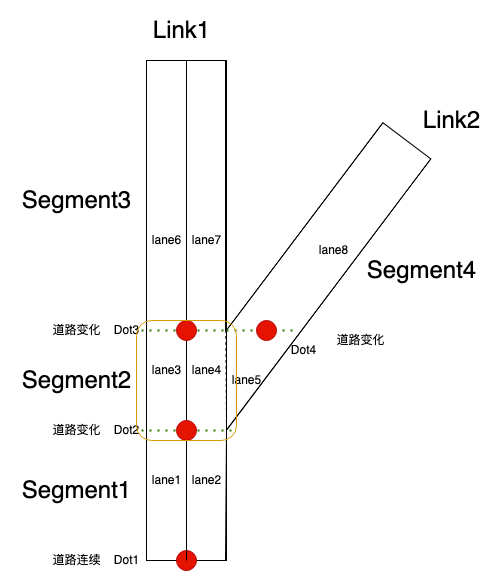 Link1
Link2
Segment3
lane6
lane7
lane8
Segment4
道路变化
Dot3
道路变化
Dot4
Segment2
lane3
lane4
lane5
道路变化
Dot2
Segment1
lane1
lane2
道路连续
Dot1